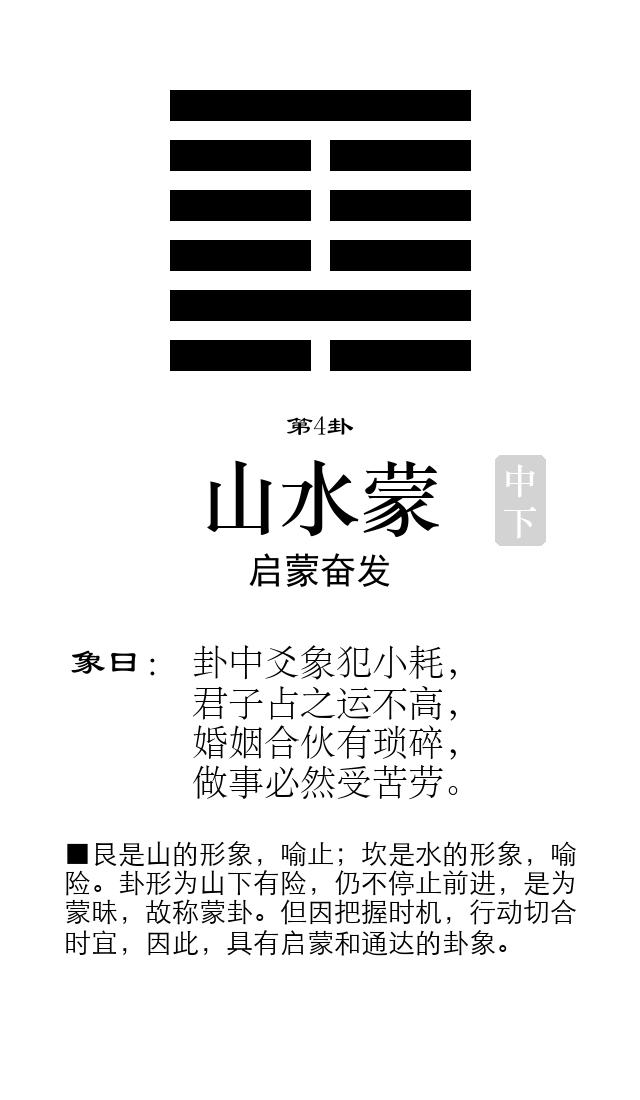 第4卦
山水蒙
中
下
启蒙奋发
象曰：卦中爻象犯小耗，
君子占之运不高，
婚姻合伙有琐碎，
做事必然受苦劳。
■艮是山的形象，喻止；坎是水的形象，喻
险。卦形为山下有险，仍不停止前进，是为
蒙昧，故称蒙卦。但因把握时机，行动切合
时宜，因此，具有启蒙和通达的卦象。